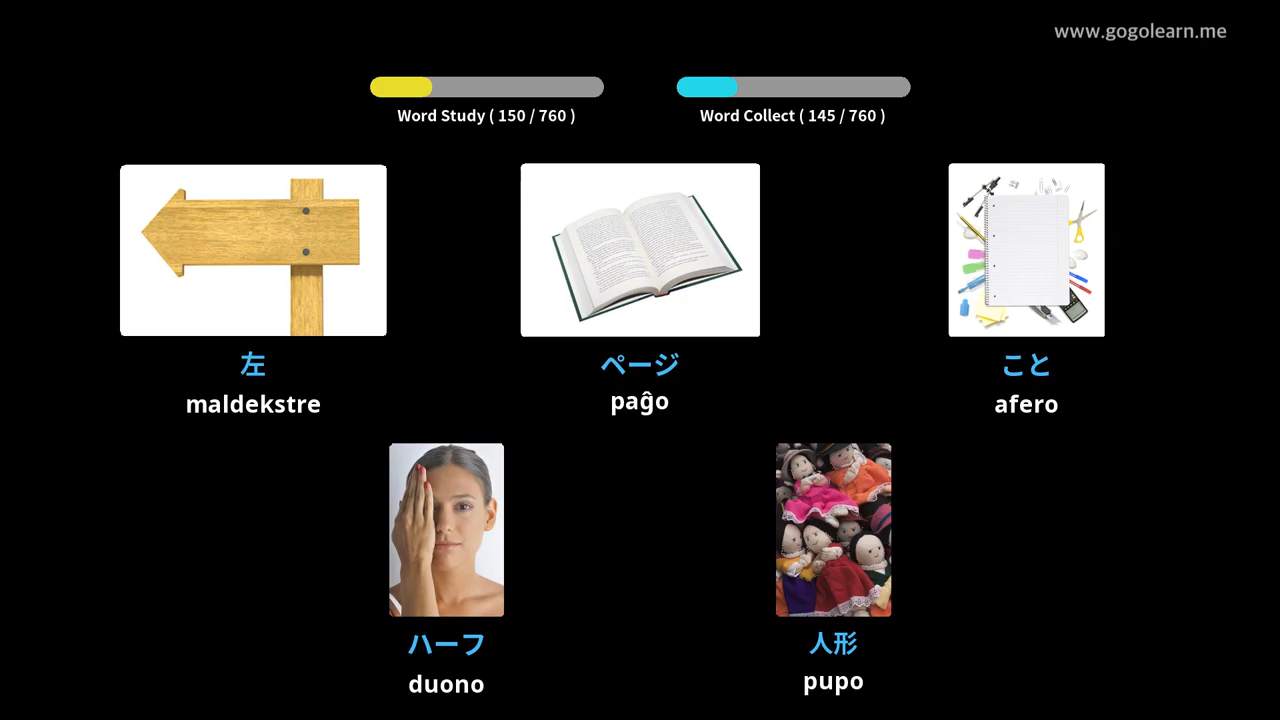 www.gogolearn.me
Word Study ( 150 / 760 )
Word Collect ( 145 / 760 )
左
maldekstre
ページ
paĝo
こと
afero
ハーフ
duono
人形
pupo